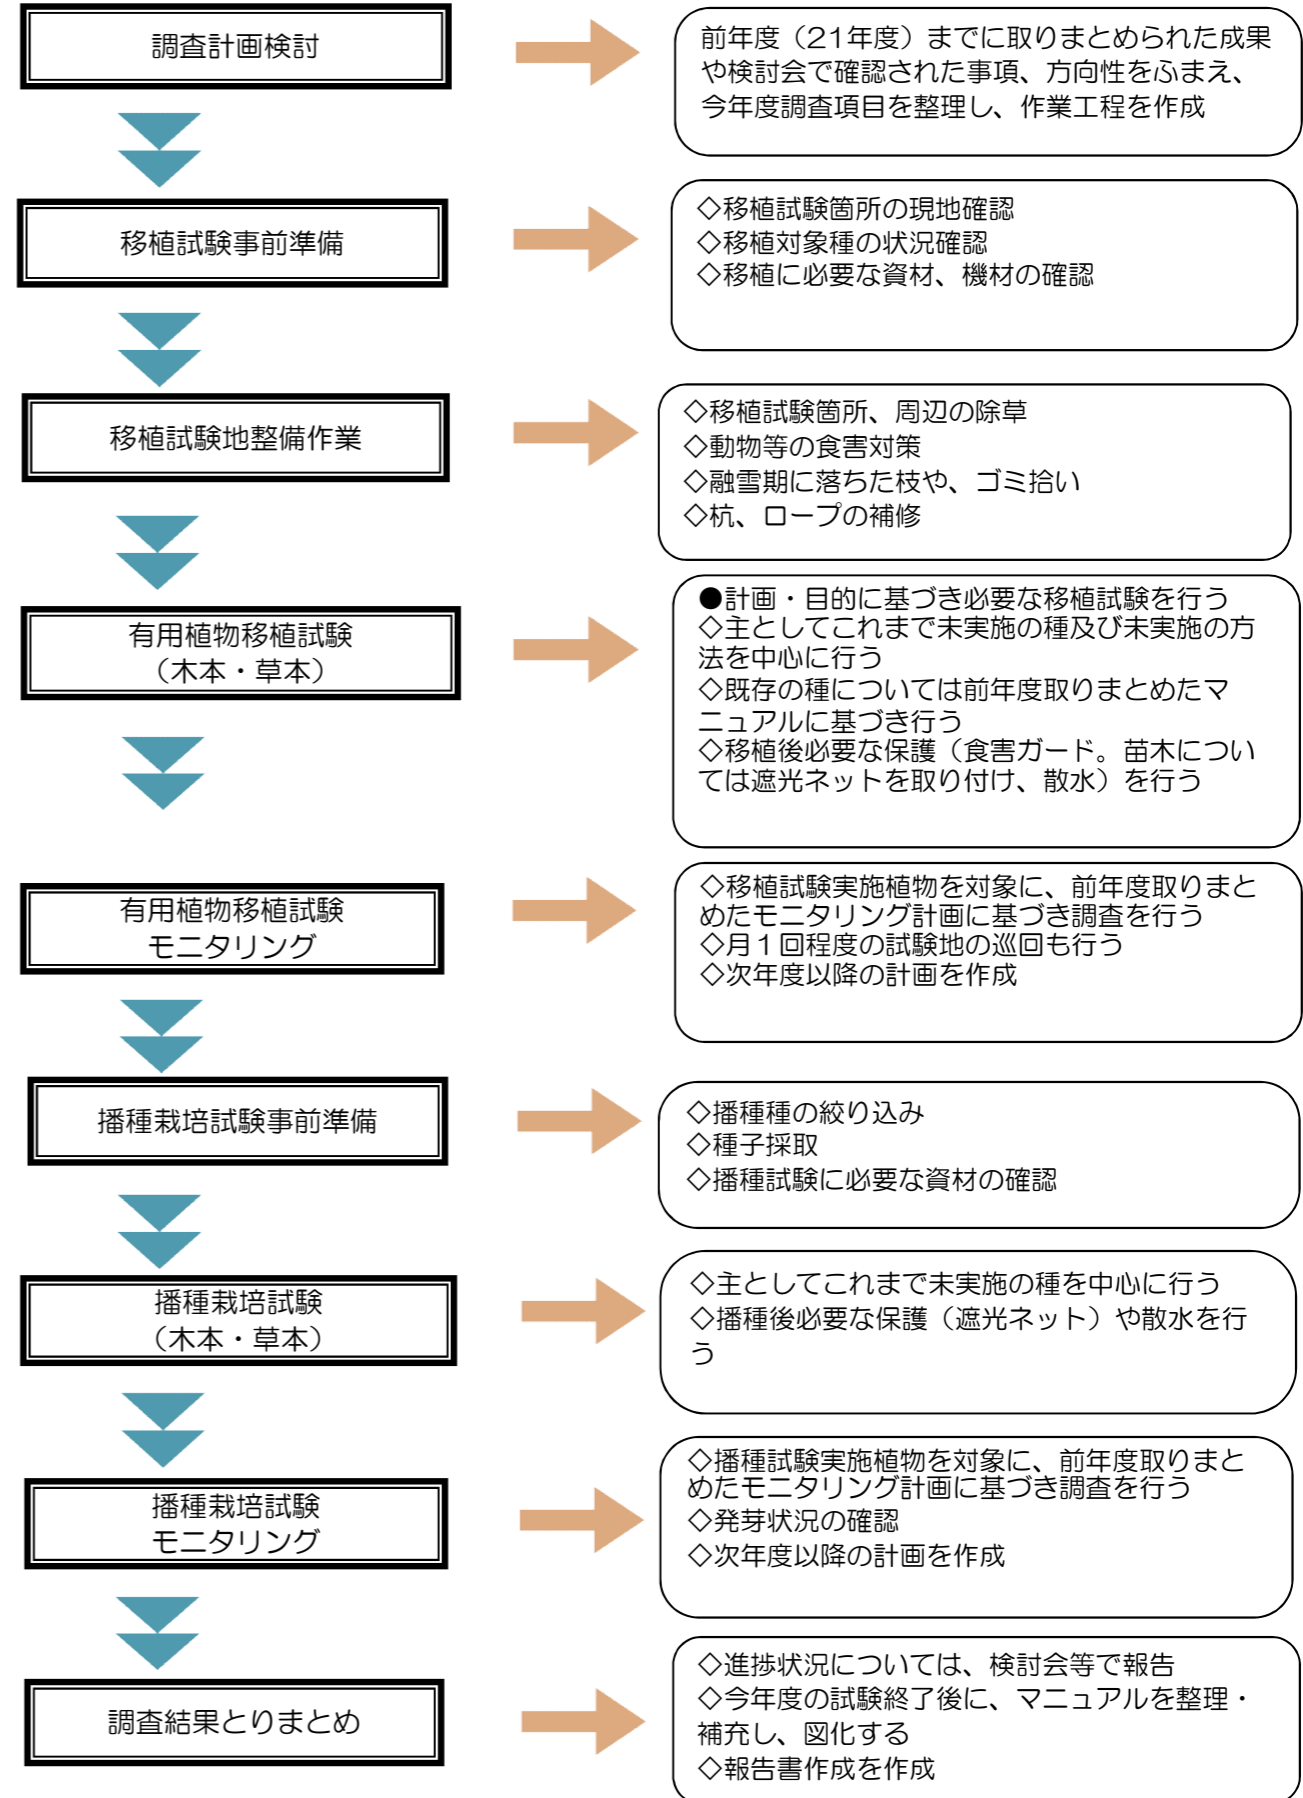 調査計画検討
前年度（21年度）までに取りまとめられた成果
や検討会で確認された事項、方向性をふまえ、
今年度調査項目を整理し、作業工程を作成
移植試験事前準備
◇移植試験箇所の現地確認
◇移植対象種の状況確認
◇移植に必要な資材、機材の確認
移植試験地整備作業
◇移植試験箇所、周辺の除草
◇動物等の食害対策
◇融雪期に落ちた枝や、ゴミ拾い
◇杭、ロープの補修
有用植物移植試験
（木本・草本）
●計画・目的に基づき必要な移植試験を行う
◇主としてこれまで未実施の種及び未実施の方
法を中心に行う
◇既存の種については前年度取りまとめたマ
ニュアルに基づき行う
◇移植後必要な保護（食害ガード。苗木につい
ては遮光ネットを取り付け、散水）を行う
有用植物移植試験
モニタリング
◇移植試験実施植物を対象に、前年度取りまと
めたモニタリング計画に基づき調査を行う
◇月１回程度の試験地の巡回も行う
◇次年度以降の計画を作成
播種栽培試験事前準備
◇播種種の絞り込み
◇種子採取
◇播種試験に必要な資材の確認
播種栽培試験
（木本・草本）
◇主としてこれまで未実施の種を中心に行う
◇播種後必要な保護（遮光ネット）や散水を行
う
播種栽培試験
モニタリング
◇播種試験実施植物を対象に、前年度取りまと
めたモニタリング計画に基づき調査を行う
◇発芽状況の確認
◇次年度以降の計画を作成
調査結果とりまとめ
◇進捗状況については、検討会等で報告
◇今年度の試験終了後に、マニュアルを整理・
補充し、図化する
◇報告書作成を作成